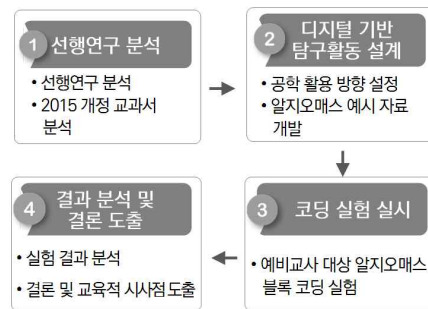 1 선행연구 분석
• 선행연구 분석
• 2015 개정 교과서
분석
2 디지털 기반
탐구활동 설계
• 공학 활용 방향 설정
• 알지오매스 예시 자료
개발
3 코딩 실험 실시
• 예비교사 대상 알지오매스
블록 코딩 실험
4 결과 분석 및
결론 도출
• 실험 결과 분석
• 결론 및 교육적 시사점 도출